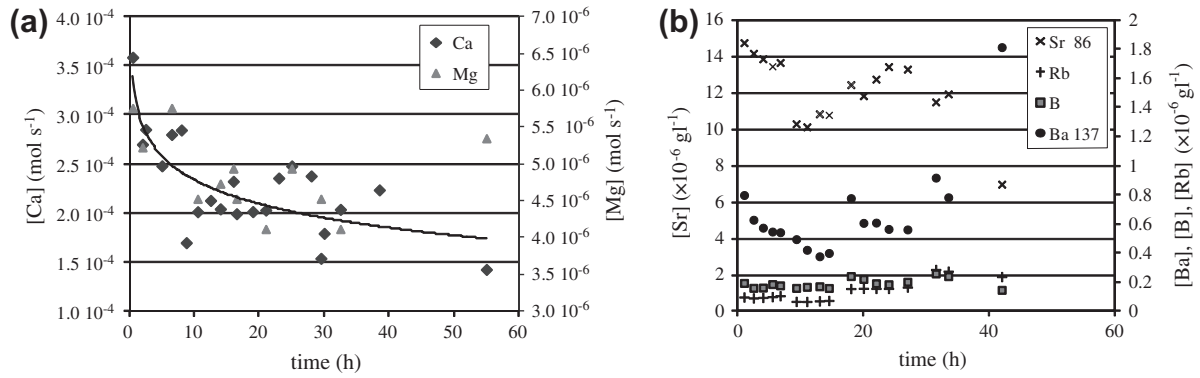 (a)
[Ca] (mol s⁻¹)
4.0 10⁻⁴
3.5 10⁻⁴
3.0 10⁻⁴
2.5 10⁻⁴
2.0 10⁻⁴
1.5 10⁻⁴
1.0 10⁻⁴
Ca
Mg
7.0 10⁻⁶
6.5 10⁻⁶
6.0 10⁻⁶
5.5 10⁻⁶
5.0 10⁻⁶
4.5 10⁻⁶
4.0 10⁻⁶
3.5 10⁻⁶
3.0 10⁻⁶
[Mg] (mol s⁻¹)
0 10 20 30 40 50 60
time (h)
(b)
[Sr] (×10⁻⁶ gl⁻¹)
16
14
12
10
8
6
4
2
0
Sr 86
Rb
B
Ba 137
2
1.8
1.6
1.4
1.2
1
0.8
0.6
0.4
0.2
0
[Ba], [B], [Rb] (×10⁻⁶ gl⁻¹)
0 20 40 60
time (h)